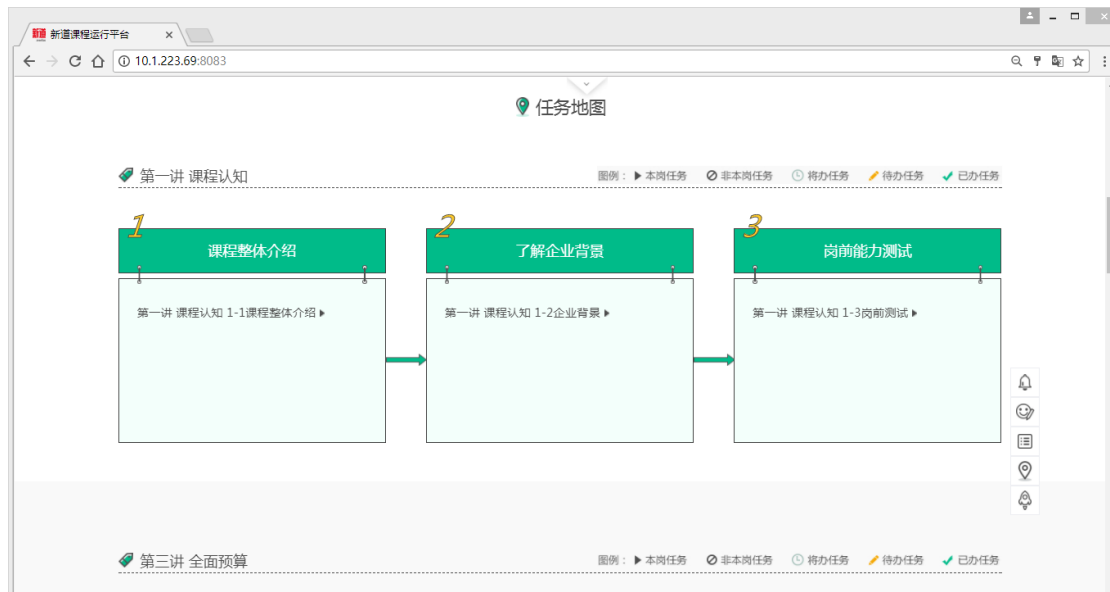 新道 新道课程运行平台
10.1.223.69:8083
任务地图
第一讲 课程认知
图例： 本岗任务 非本岗任务 将办任务 待办任务 已办任务
1 2 3
课程整体介绍 了解企业背景 岗前能力测试
第一讲 课程认知 1-1课程整体介绍 第一讲 课程认知 1-2企业背景 第一讲 课程认知 1-3岗前测试
第三讲 全面预算
图例： 本岗任务 非本岗任务 将办任务 待办任务 已办任务